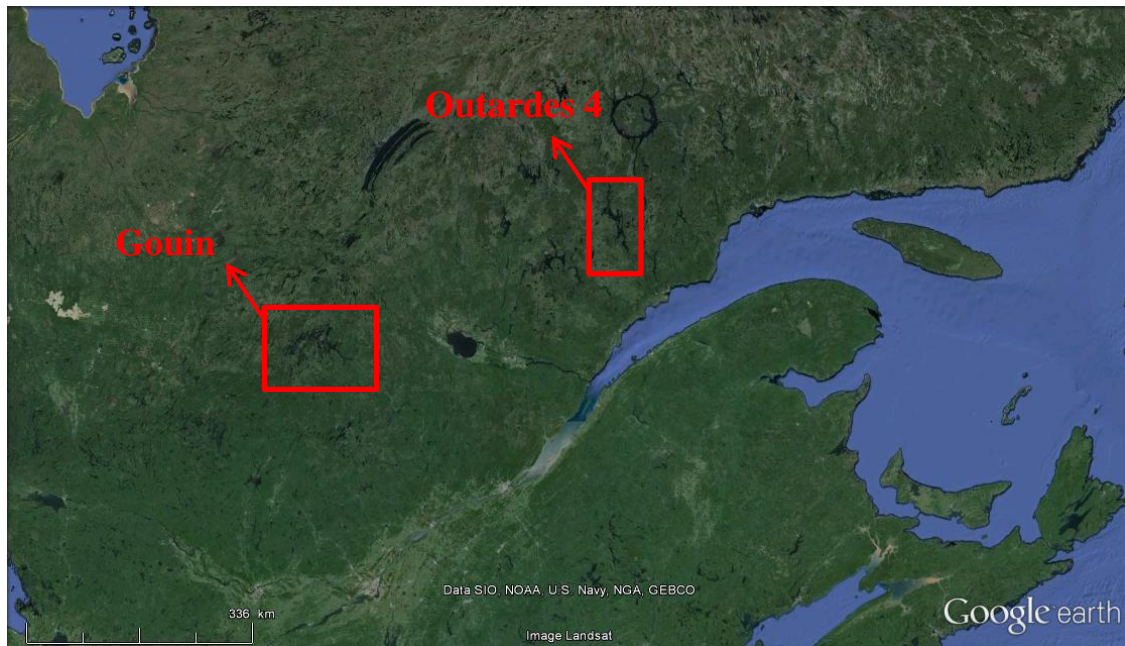 Outardes 4
Gouin
Data SIO, NOAA, U.S. Navy, NGA, GEBCO
336 km
Google earth
Image Landsat